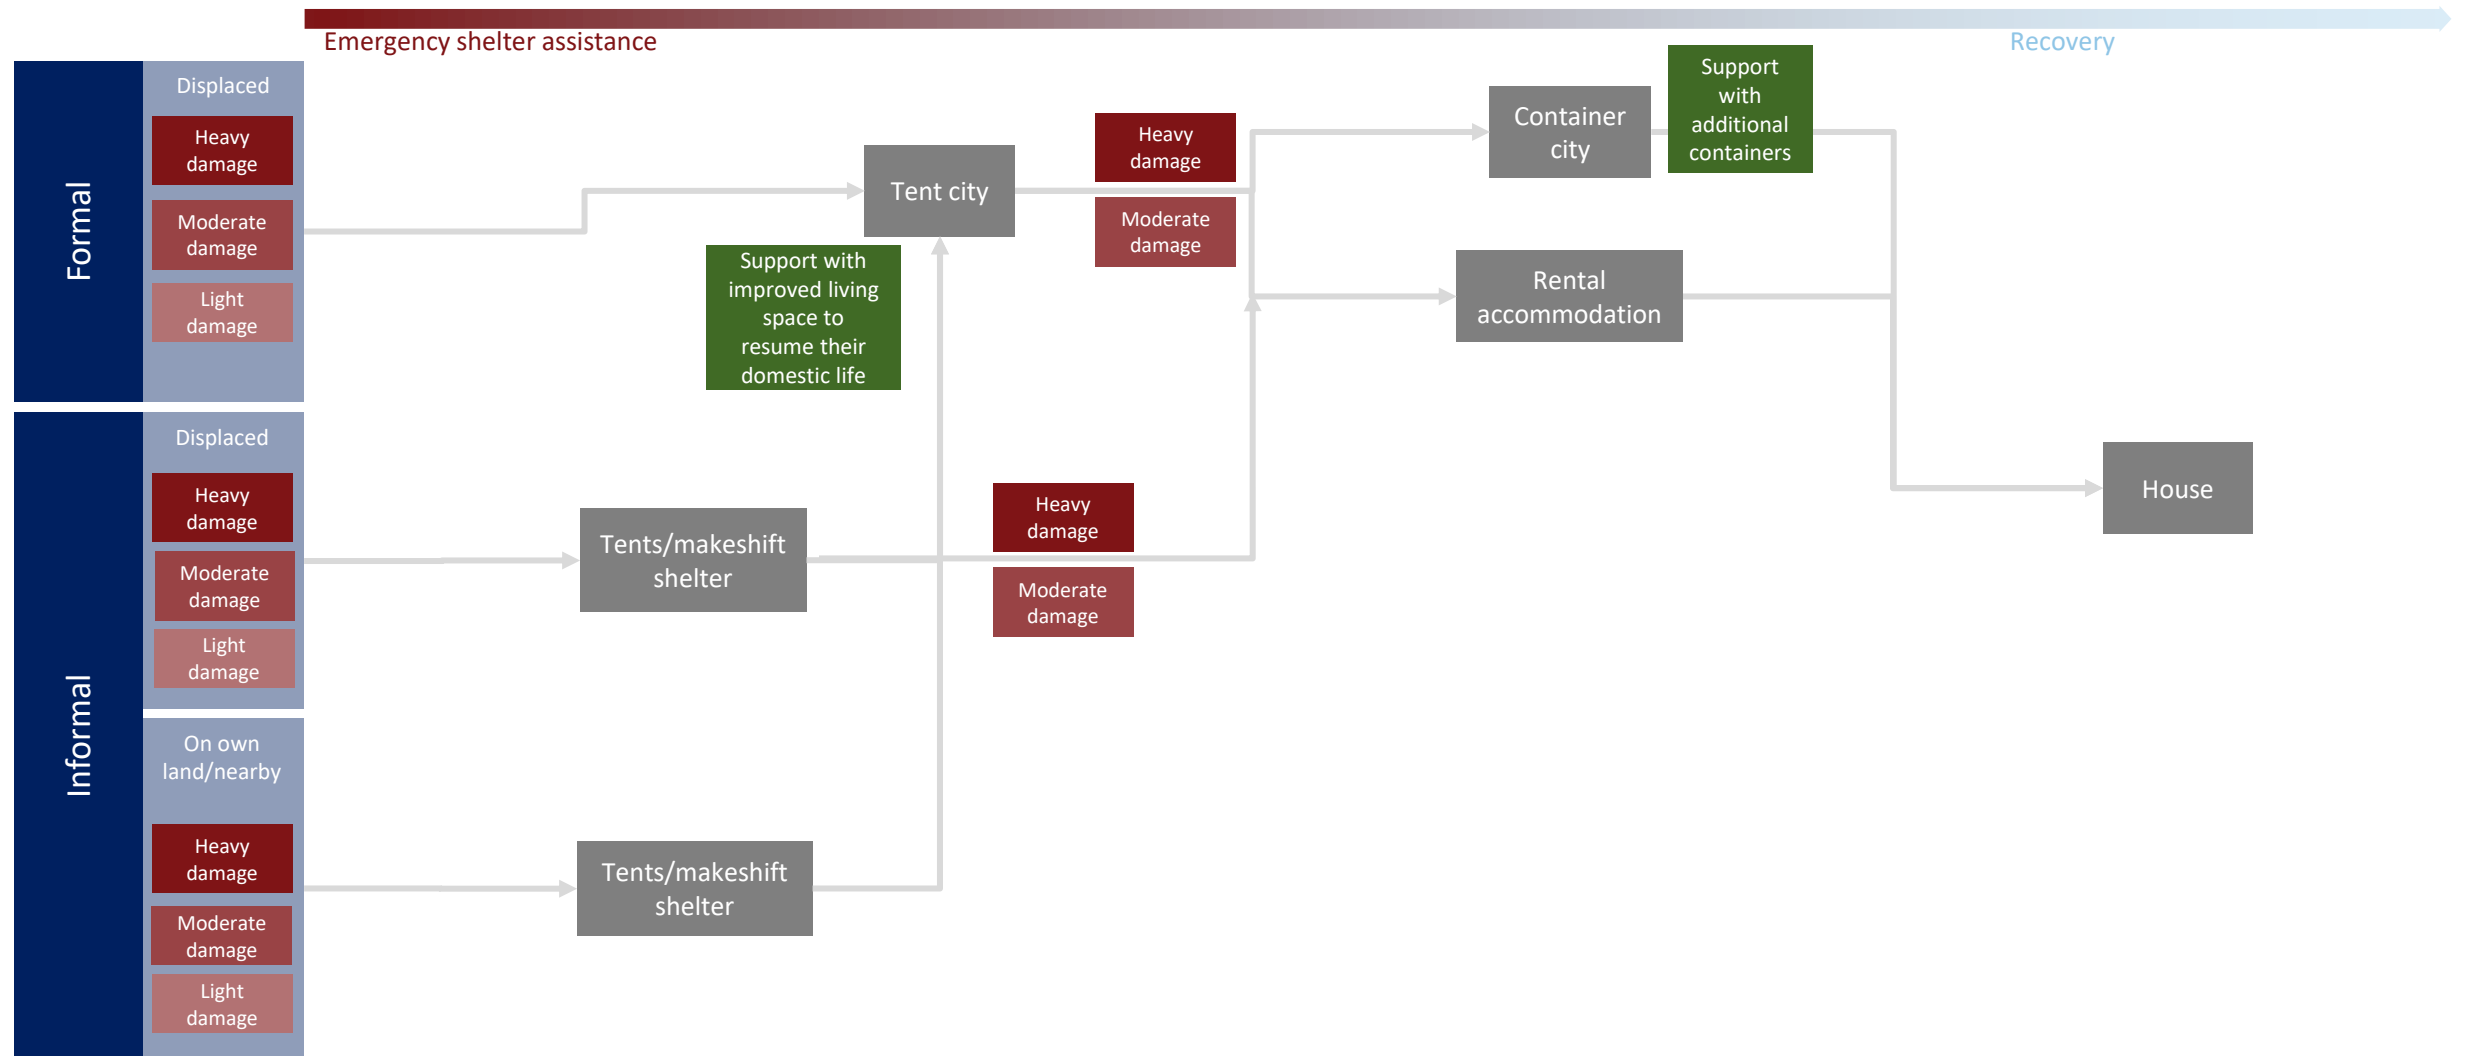 Emergency shelter assistance
Recovery
Formal
Displaced
Heavy
damage
Moderate
damage
Light
damage
Tent city
Support with
improved living
space to
resume their
domestic life
Heavy
damage
Moderate
damage
Container
city
Support
with
additional
containers
Rental
accommodation
House
Informal
Displaced
Heavy
damage
Moderate
damage
Light
damage
Tents/makeshift
shelter
Heavy
damage
Moderate
damage
On own
land/nearby
Heavy
damage
Moderate
damage
Light
damage
Tents/makeshift
shelter